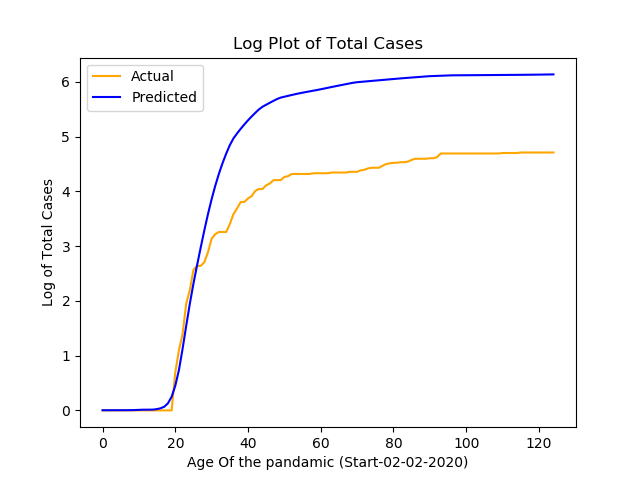 Log Plot of Total Cases
Actual
Predicted
Log of Total Cases
6
5
4
3
2
1
0
0 20 40 60 80 100 120
Age Of the pandamic (Start-02-02-2020)